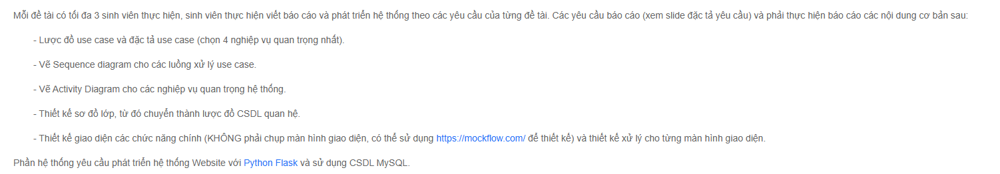 Mỗi đề tài có tối đa 3 sinh viên thực hiện, sinh viên thực hiện viết báo cáo và phát triển hệ thống theo các yêu cầu của từng đề tài. Các yêu cầu báo cáo (xem slide đặc tả yêu cầu) và phải thực hiện báo cáo các nội dung cơ bản sau:
- Lược đồ use case và đặc tả use case (chọn 4 nghiệp vụ quan trọng nhất).
- Vẽ Sequence diagram cho các luồng xử lý use case.
- Vẽ Activity Diagram cho các nghiệp vụ quan trọng hệ thống.
- Thiết kế sơ đồ lớp, từ đó chuyển thành lược đồ CSDL quan hệ.
- Thiết kế giao diện các chức năng chính (KHÔNG phải chụp màn hình giao diện, có thể sử dụng https://mockflow.com/ để thiết kế) và thiết kế xử lý cho từng màn hình giao diện.
Phần hệ thống yêu cầu phát triển hệ thống Website với Python Flask và sử dụng CSDL MySQL.